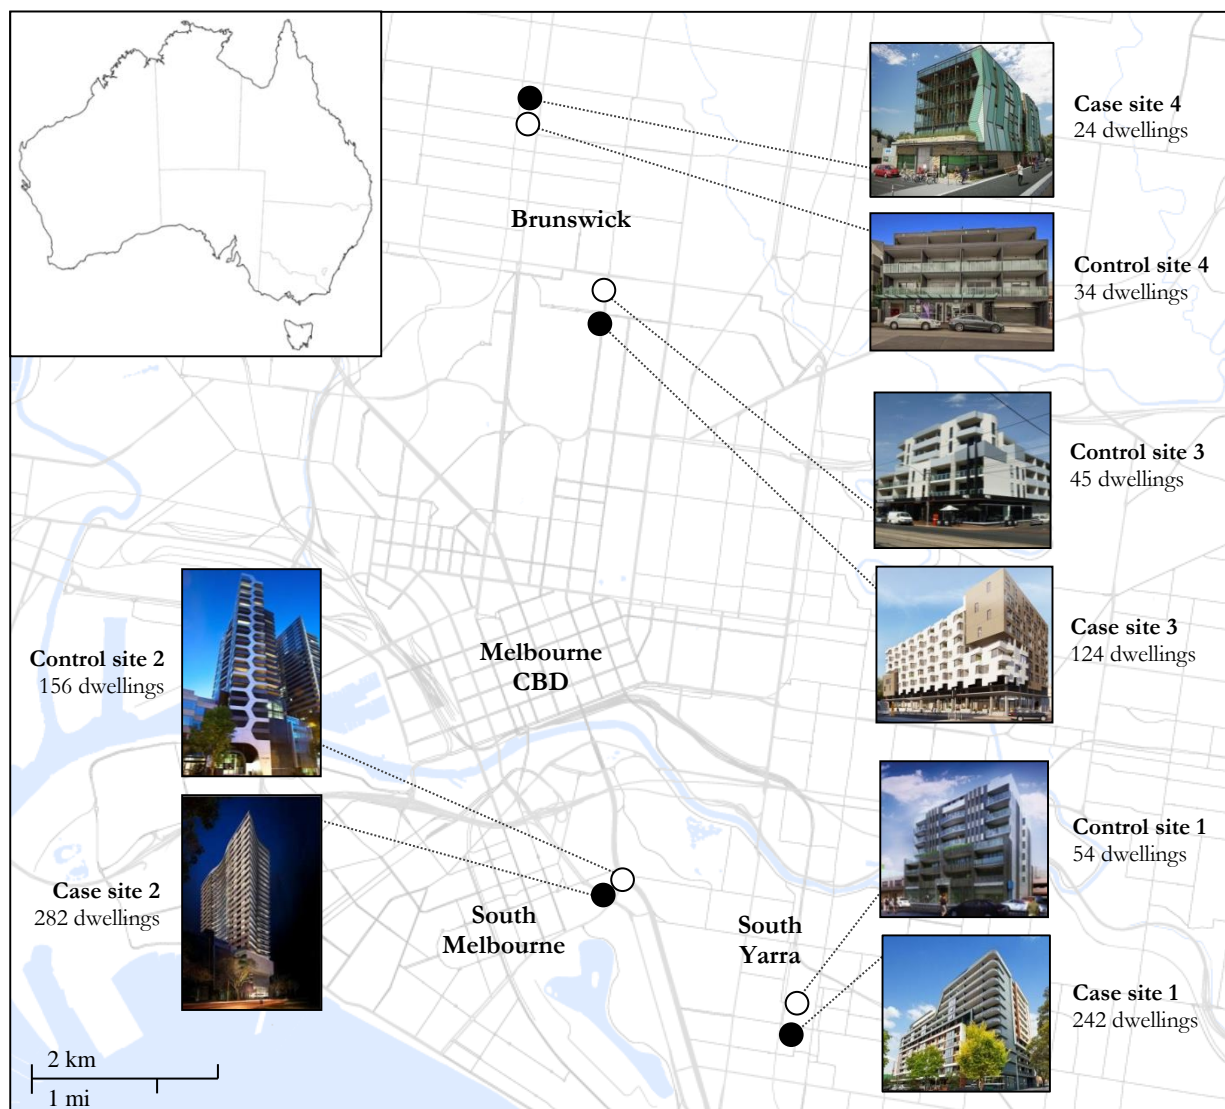 Case site 4
24 dwellings
Brunswick
Control site 4
34 dwellings
Control site 3
45 dwellings
Case site 3
124 dwellings
Control site 2
156 dwellings
Melbourne
CBD
Control site 1
54 dwellings
Case site 2
282 dwellings
South
Melbourne
South
Yarra
Case site 1
242 dwellings
2 km
1 mi